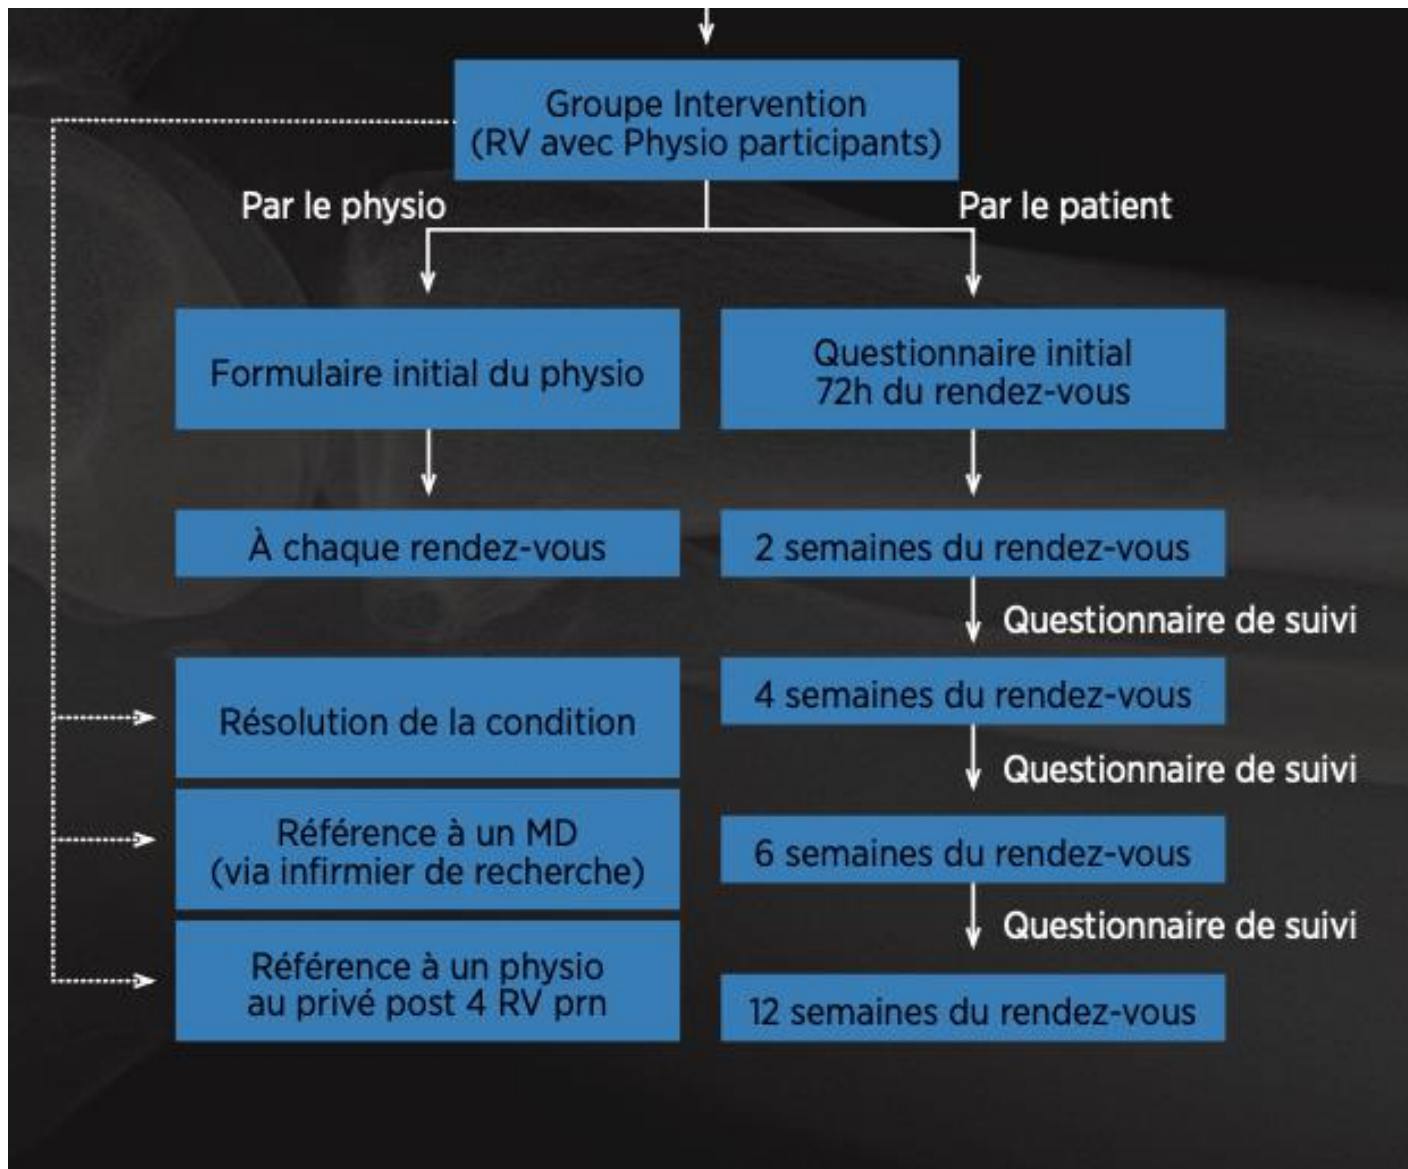 Groupe Intervention
(RV avec Physio participants)
Par le physio
Par le patient
Formulaire initial du physio
Questionnaire initial
72h du rendez-vous
À chaque rendez-vous
2 semaines du rendez-vous
Questionnaire de suivi
Résolution de la condition
4 semaines du rendez-vous
Questionnaire de suivi
Référence à un MD
(via infirmier de recherche)
6 semaines du rendez-vous
Questionnaire de suivi
Référence à un physio
au privé post 4 RV prn
12 semaines du rendez-vous